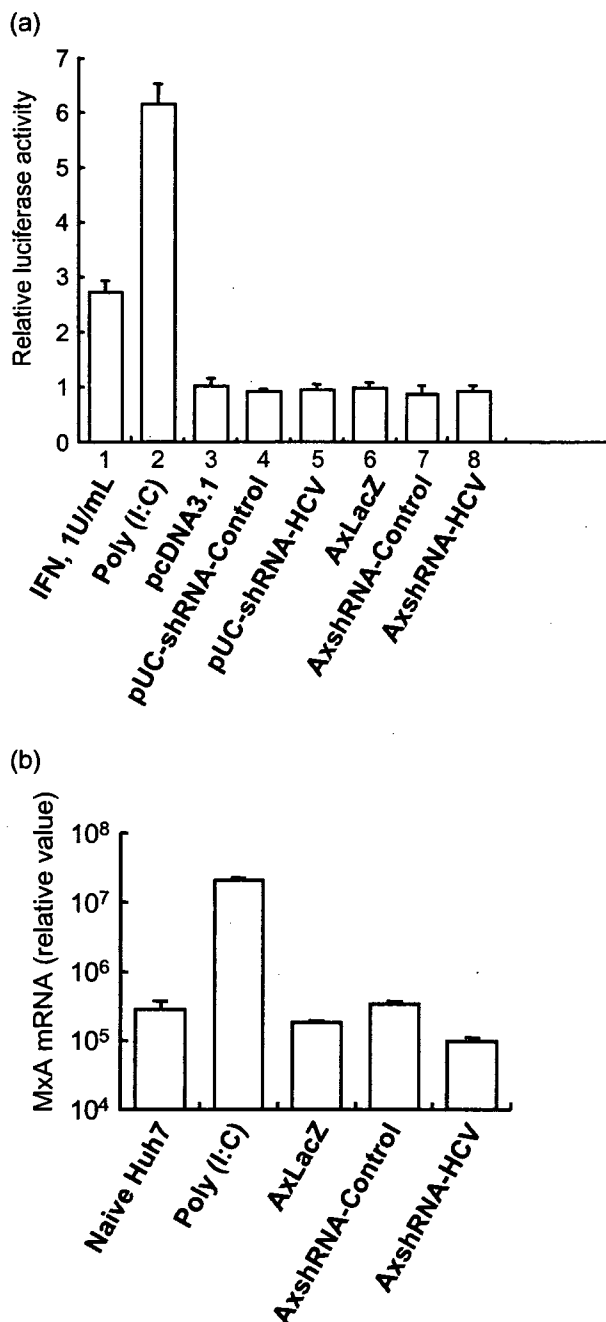 (a)
Relative luciferase activity
7
6
5
4
3
2
1
0
1 2 3 4 5 6 7 8
IFN, 1U/mL
Poly (I:C)
pcDNA3.1
pUC-shRNA-Control
pUC-shRNA-HCV
AxLacZ
AxshRNA-Control
AxshRNA-HCV
(b)
MxA mRNA (relative value)
10⁸
10⁷
10⁶
10⁵
10⁴
Naive Huh7
Poly (I:C)
AxLacZ
AxshRNA-Control
AxshRNA-HCV